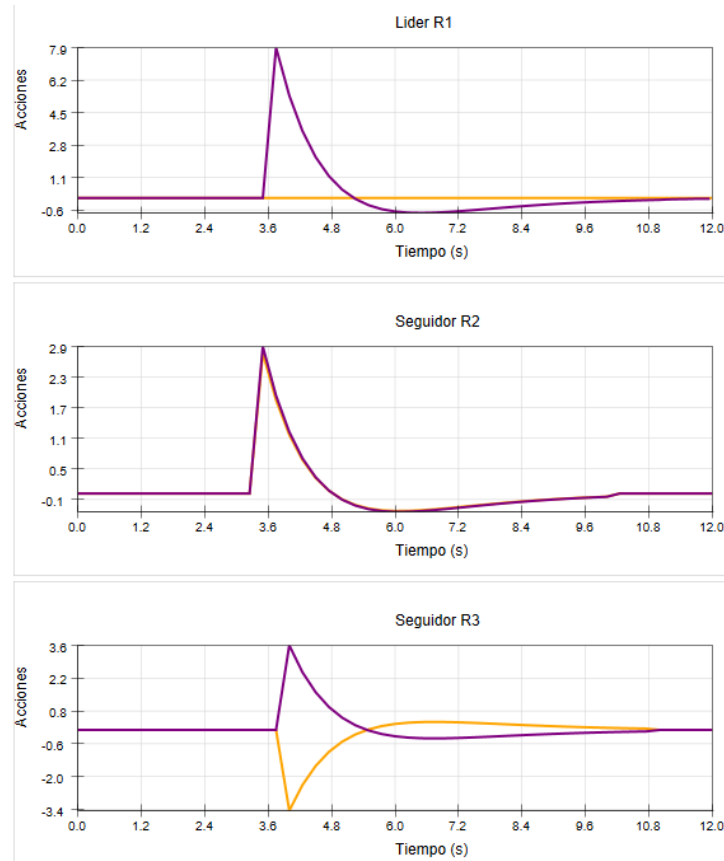 Lider R1
7.9
6.2
4.5
2.8
1.1
-0.6
Acciones
0.0 1.2 2.4 3.6 4.8 6.0 7.2 8.4 9.6 10.8 12.0
Tiempo (s)
Seguidor R2
2.9
2.3
1.7
1.1
0.5
-0.1
Acciones
0.0 1.2 2.4 3.6 4.8 6.0 7.2 8.4 9.6 10.8 12.0
Tiempo (s)
Seguidor R3
3.6
2.2
0.8
-0.6
-2.0
-3.4
Acciones
0.0 1.2 2.4 3.6 4.8 6.0 7.2 8.4 9.6 10.8 12.0
Tiempo (s)